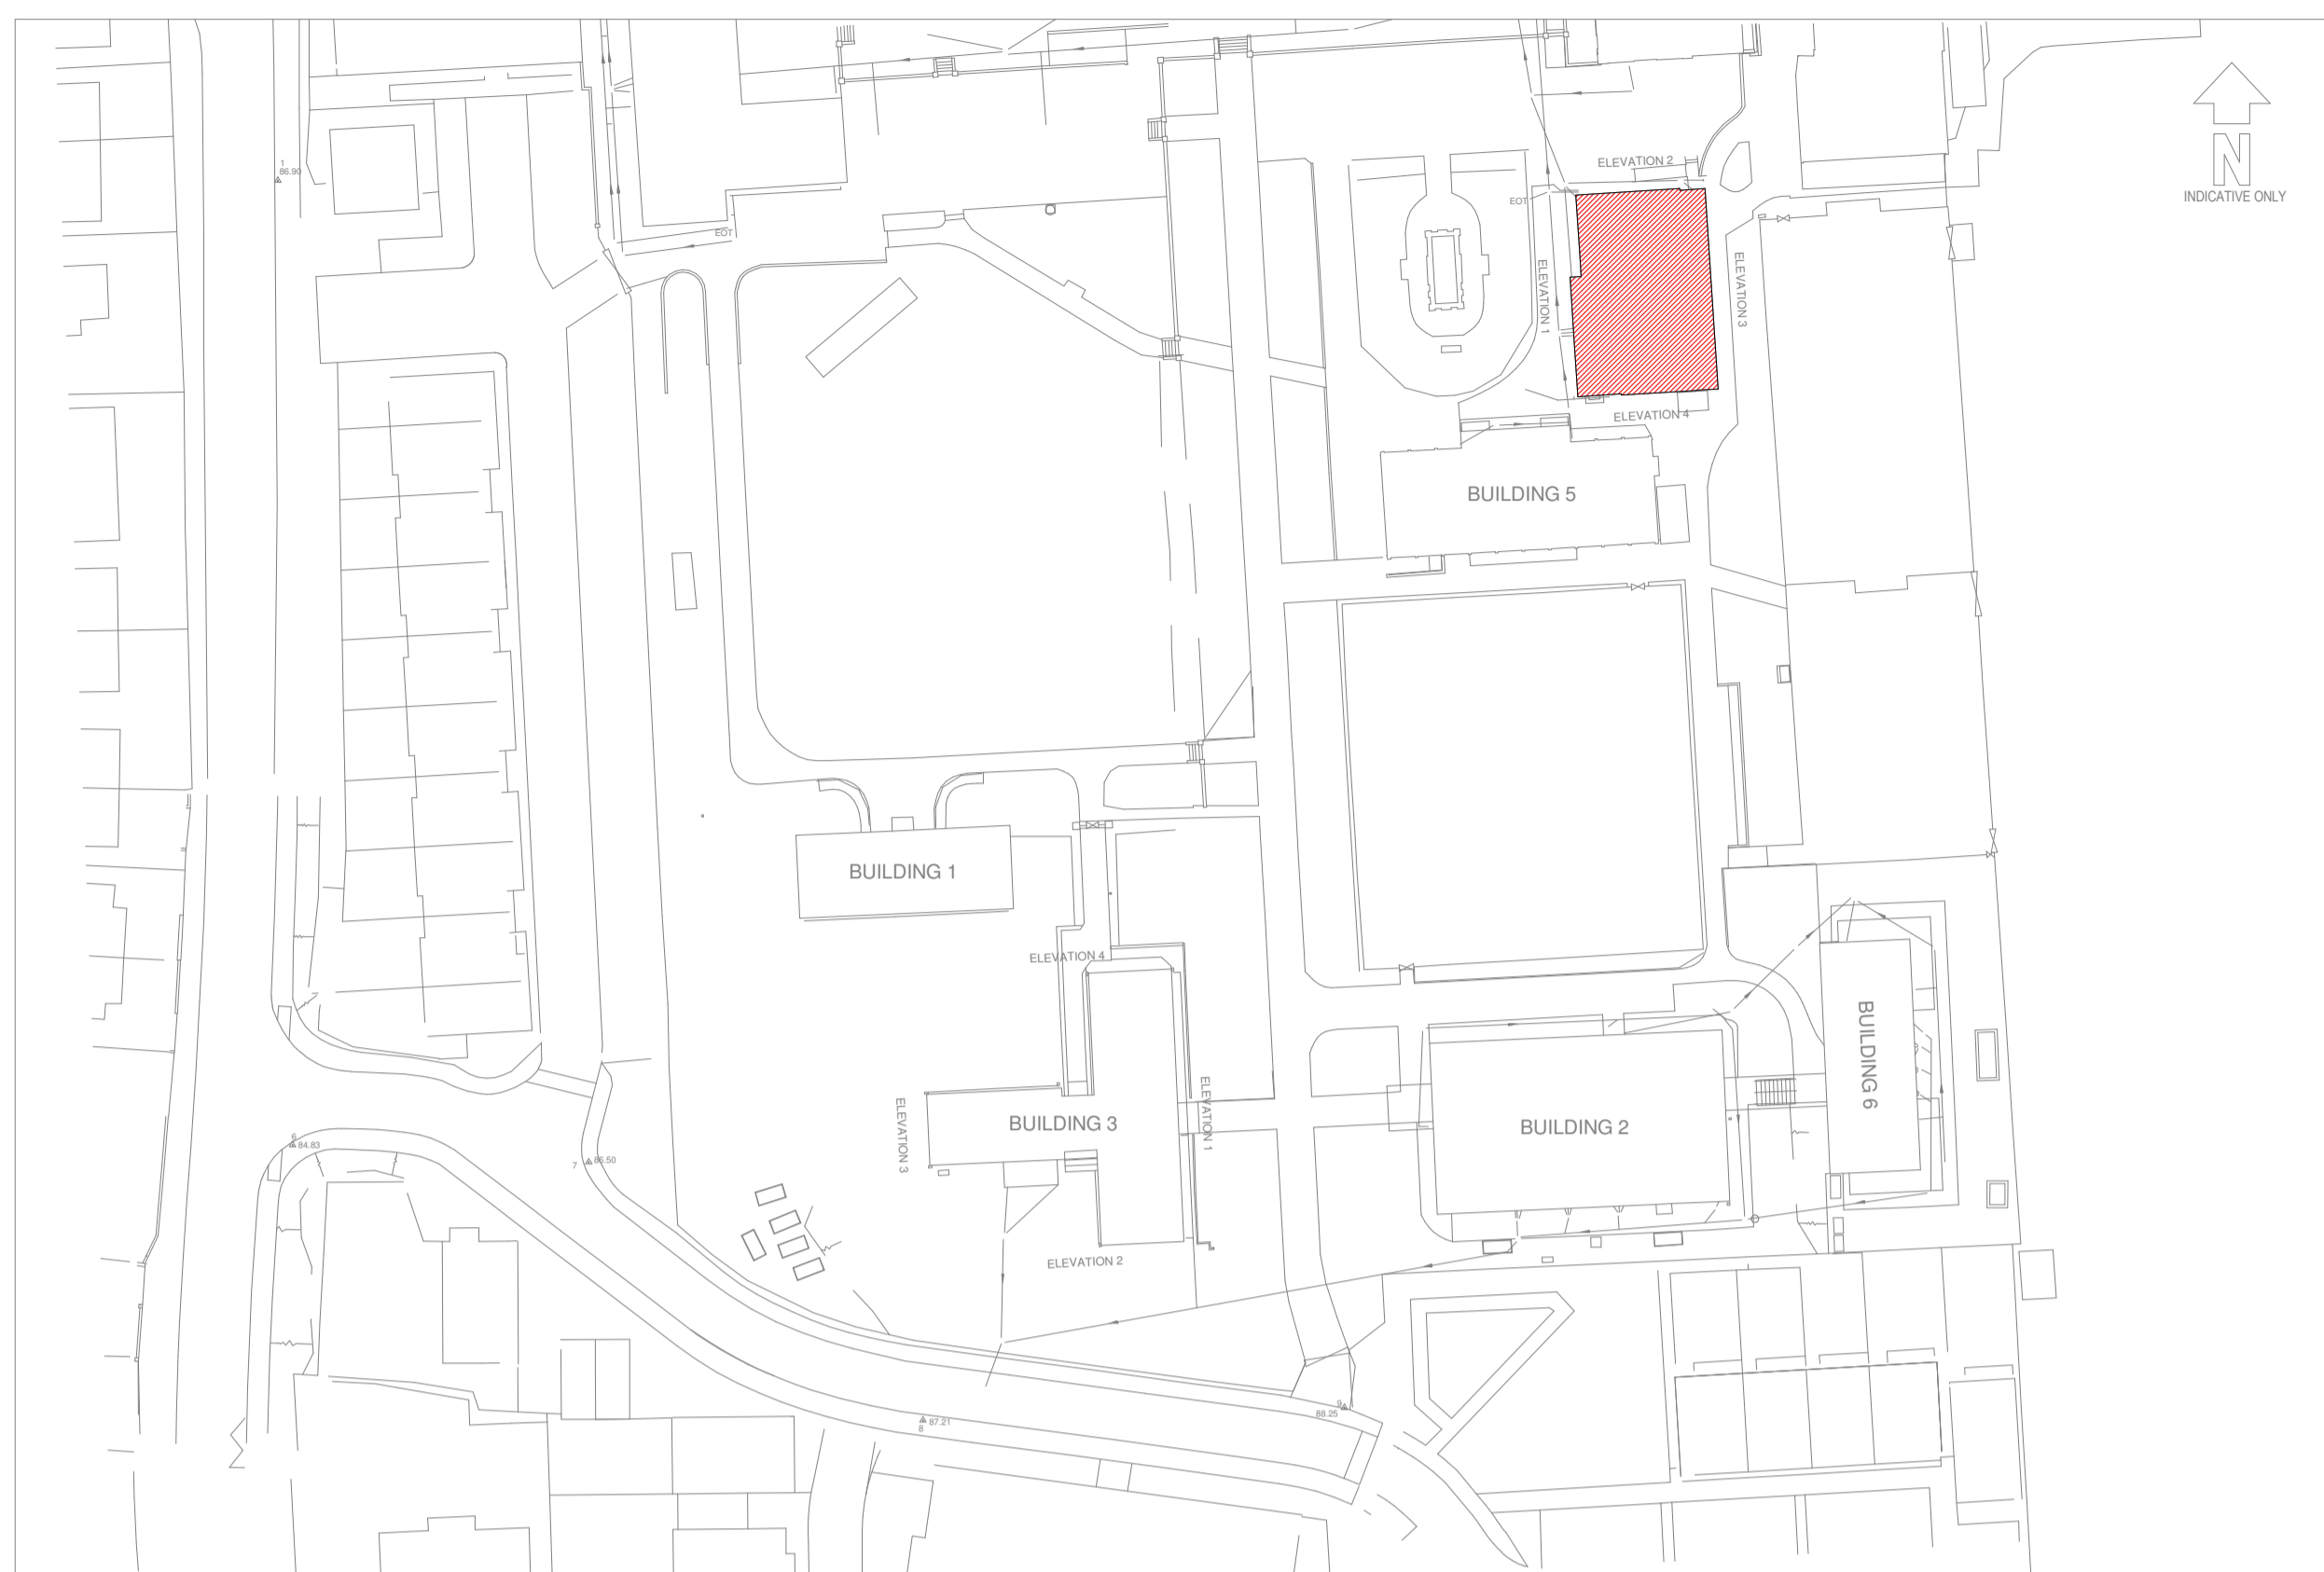 ELEVATION 2
1
86.90
N
INDICATIVE ONLY
EOT
EOT
ELEVATION 1
ELEVATION 3
ELEVATION 4
BUILDING 5
BUILDING 1
ELEVATION 4
BUILDING 6
ELEVATION 3
BUILDING 3
ELEVATION 1
BUILDING 2
6
84.83
7
86.50
ELEVATION 2
9
88.25
87.21
8